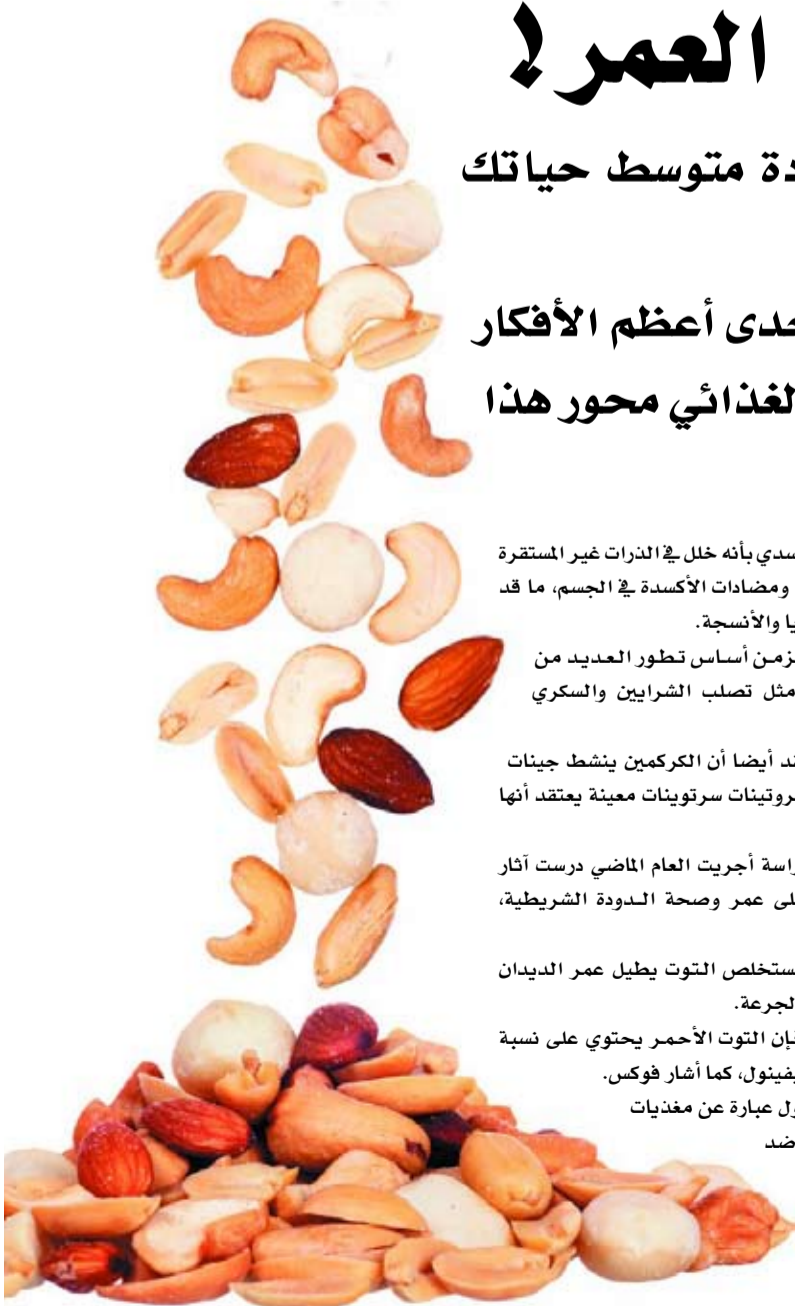 العمر!
دة متوسط حياتك
حدى أعظم الأفكار
لغذائي محور هذا
سدي بأنه خلل في الذرات غير المستقرة
ومضادات الأكسدة في الجسم، ما قد
يا والأنسجة.
زمن أساس تطور العديد من
مثل تصلب الشرايين والسكري
ند أيضا أن الكركمين ينشط جينات
روتينات سرتوينات معينة يعتقد أنها
راسة أجريت العام الماضي درست آثار
لى عمر وصحة الدودة الشريطية،
ستخلص التوت يطيل عمر الديدان
لجرعة.
فإن التوت الأحمر يحتوي على نسبة
يفينول، كما أشار فوكس.
ول عبارة عن مغذيات
ضد